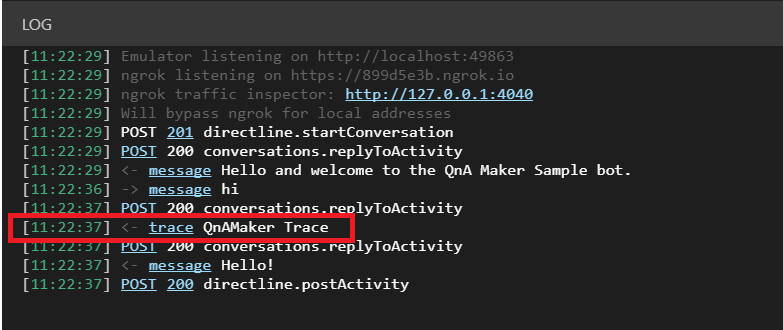 LOG
[11:22:29] Emulator listening on http://localhost:49863
[11:22:29] ngrok listening on https://899d5e3b.ngrok.io
[11:22:29] ngrok traffic inspector: http://127.0.0.1:4040
[11:22:29] Will bypass ngrok for local addresses
[11:22:29] POST 201 directline.startConversation
[11:22:29] POST 200 conversations.replyToActivity
[11:22:29] <- message Hello and welcome to the QnA Maker Sample bot.
[11:22:36] -> message hi
[11:22:37] POST 200 conversations.replyToActivity
[11:22:37] <- trace QnAMaker Trace
[11:22:37] POST 200 conversations.replyToActivity
[11:22:37] <- message Hello!
[11:22:37] POST 200 directline.postActivity